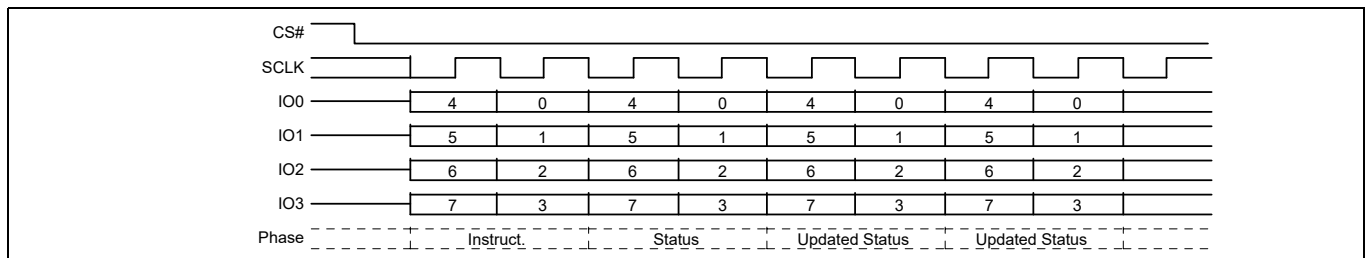 CS#
SCLK
IO0 4 0 4 0 4 0 4 0
IO1 5 1 5 1 5 1 5 1
IO2 6 2 6 2 6 2 6 2
IO3 7 3 7 3 7 3 7 3
Phase Instruct. Status Updated Status Updated Status